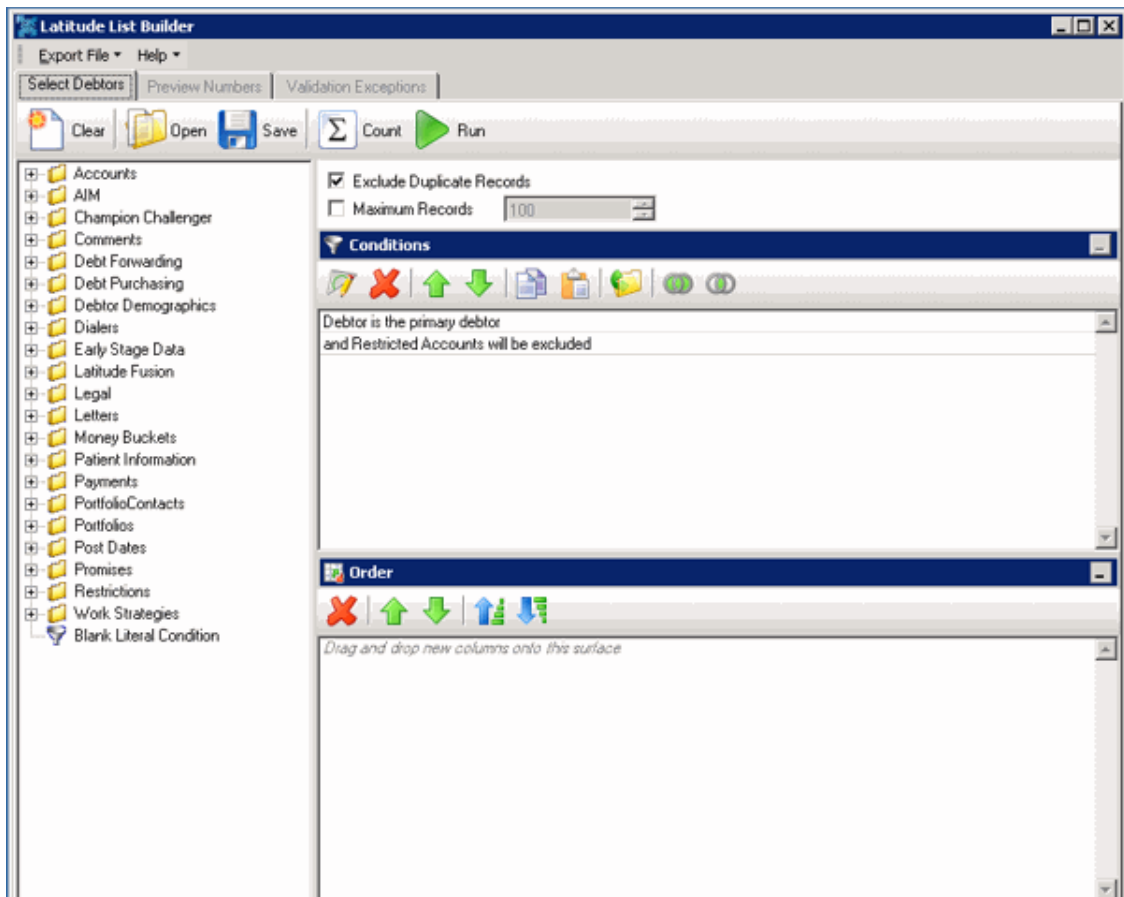 Latitude List Builder
Export File Help
Select Debtors Preview Numbers Validation Exceptions
Clear Open Save Σ Count Run
Accounts
AIM
Champion Challenger
Comments
Debt Forwarding
Debt Purchasing
Debtor Demographics
Dialers
Early Stage Data
Latitude Fusion
Legal
Letters
Money Buckets
Patient Information
Payments
PortfolioContacts
Portfolios
Post Dates
Promises
Restrictions
Work Strategies
Blank Literal Condition
Exclude Duplicate Records
Maximum Records 100
Conditions
Debtor is the primary debtor
and Restricted Accounts will be excluded
Order
Drag and drop new columns onto this surface